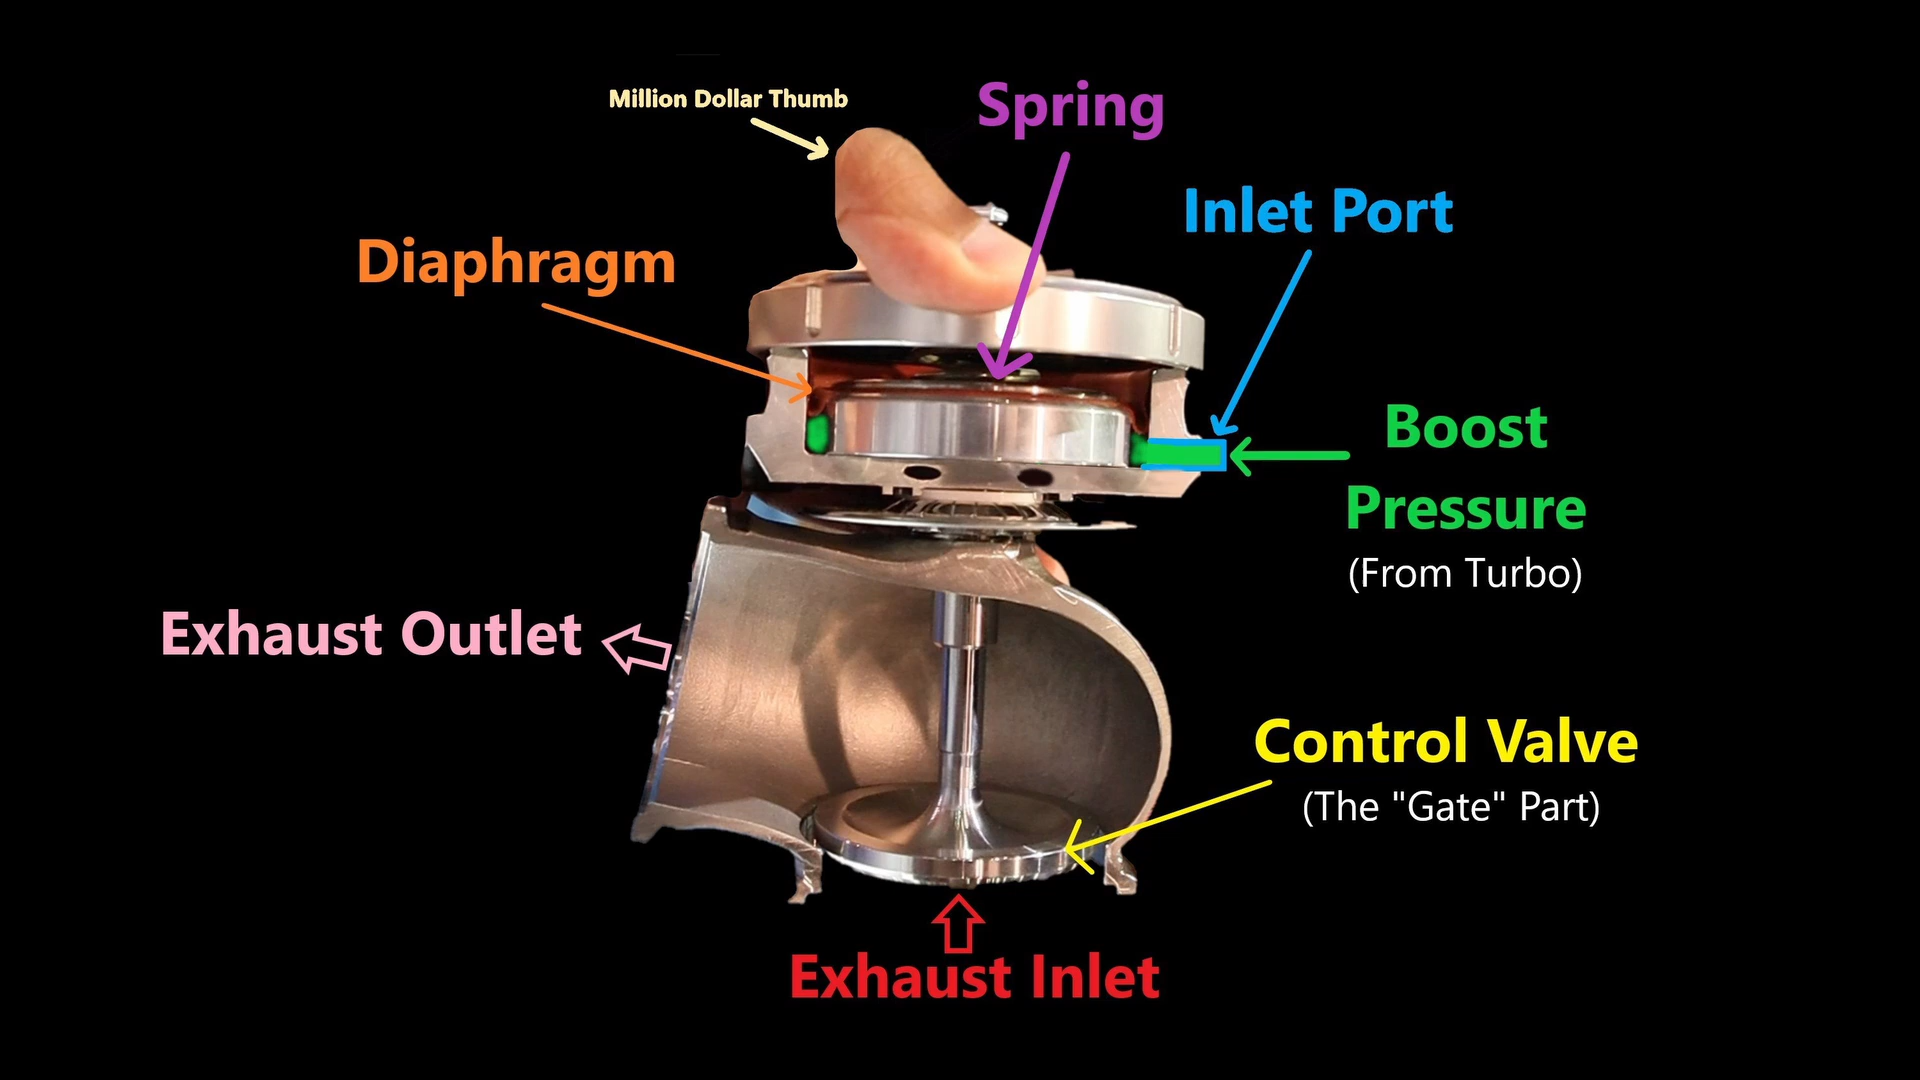 Million Dollar Thumb
Spring
Inlet Port
Diaphragm
Boost
Pressure
(From Turbo)
Exhaust Outlet
Control Valve
(The "Gate" Part)
Exhaust Inlet